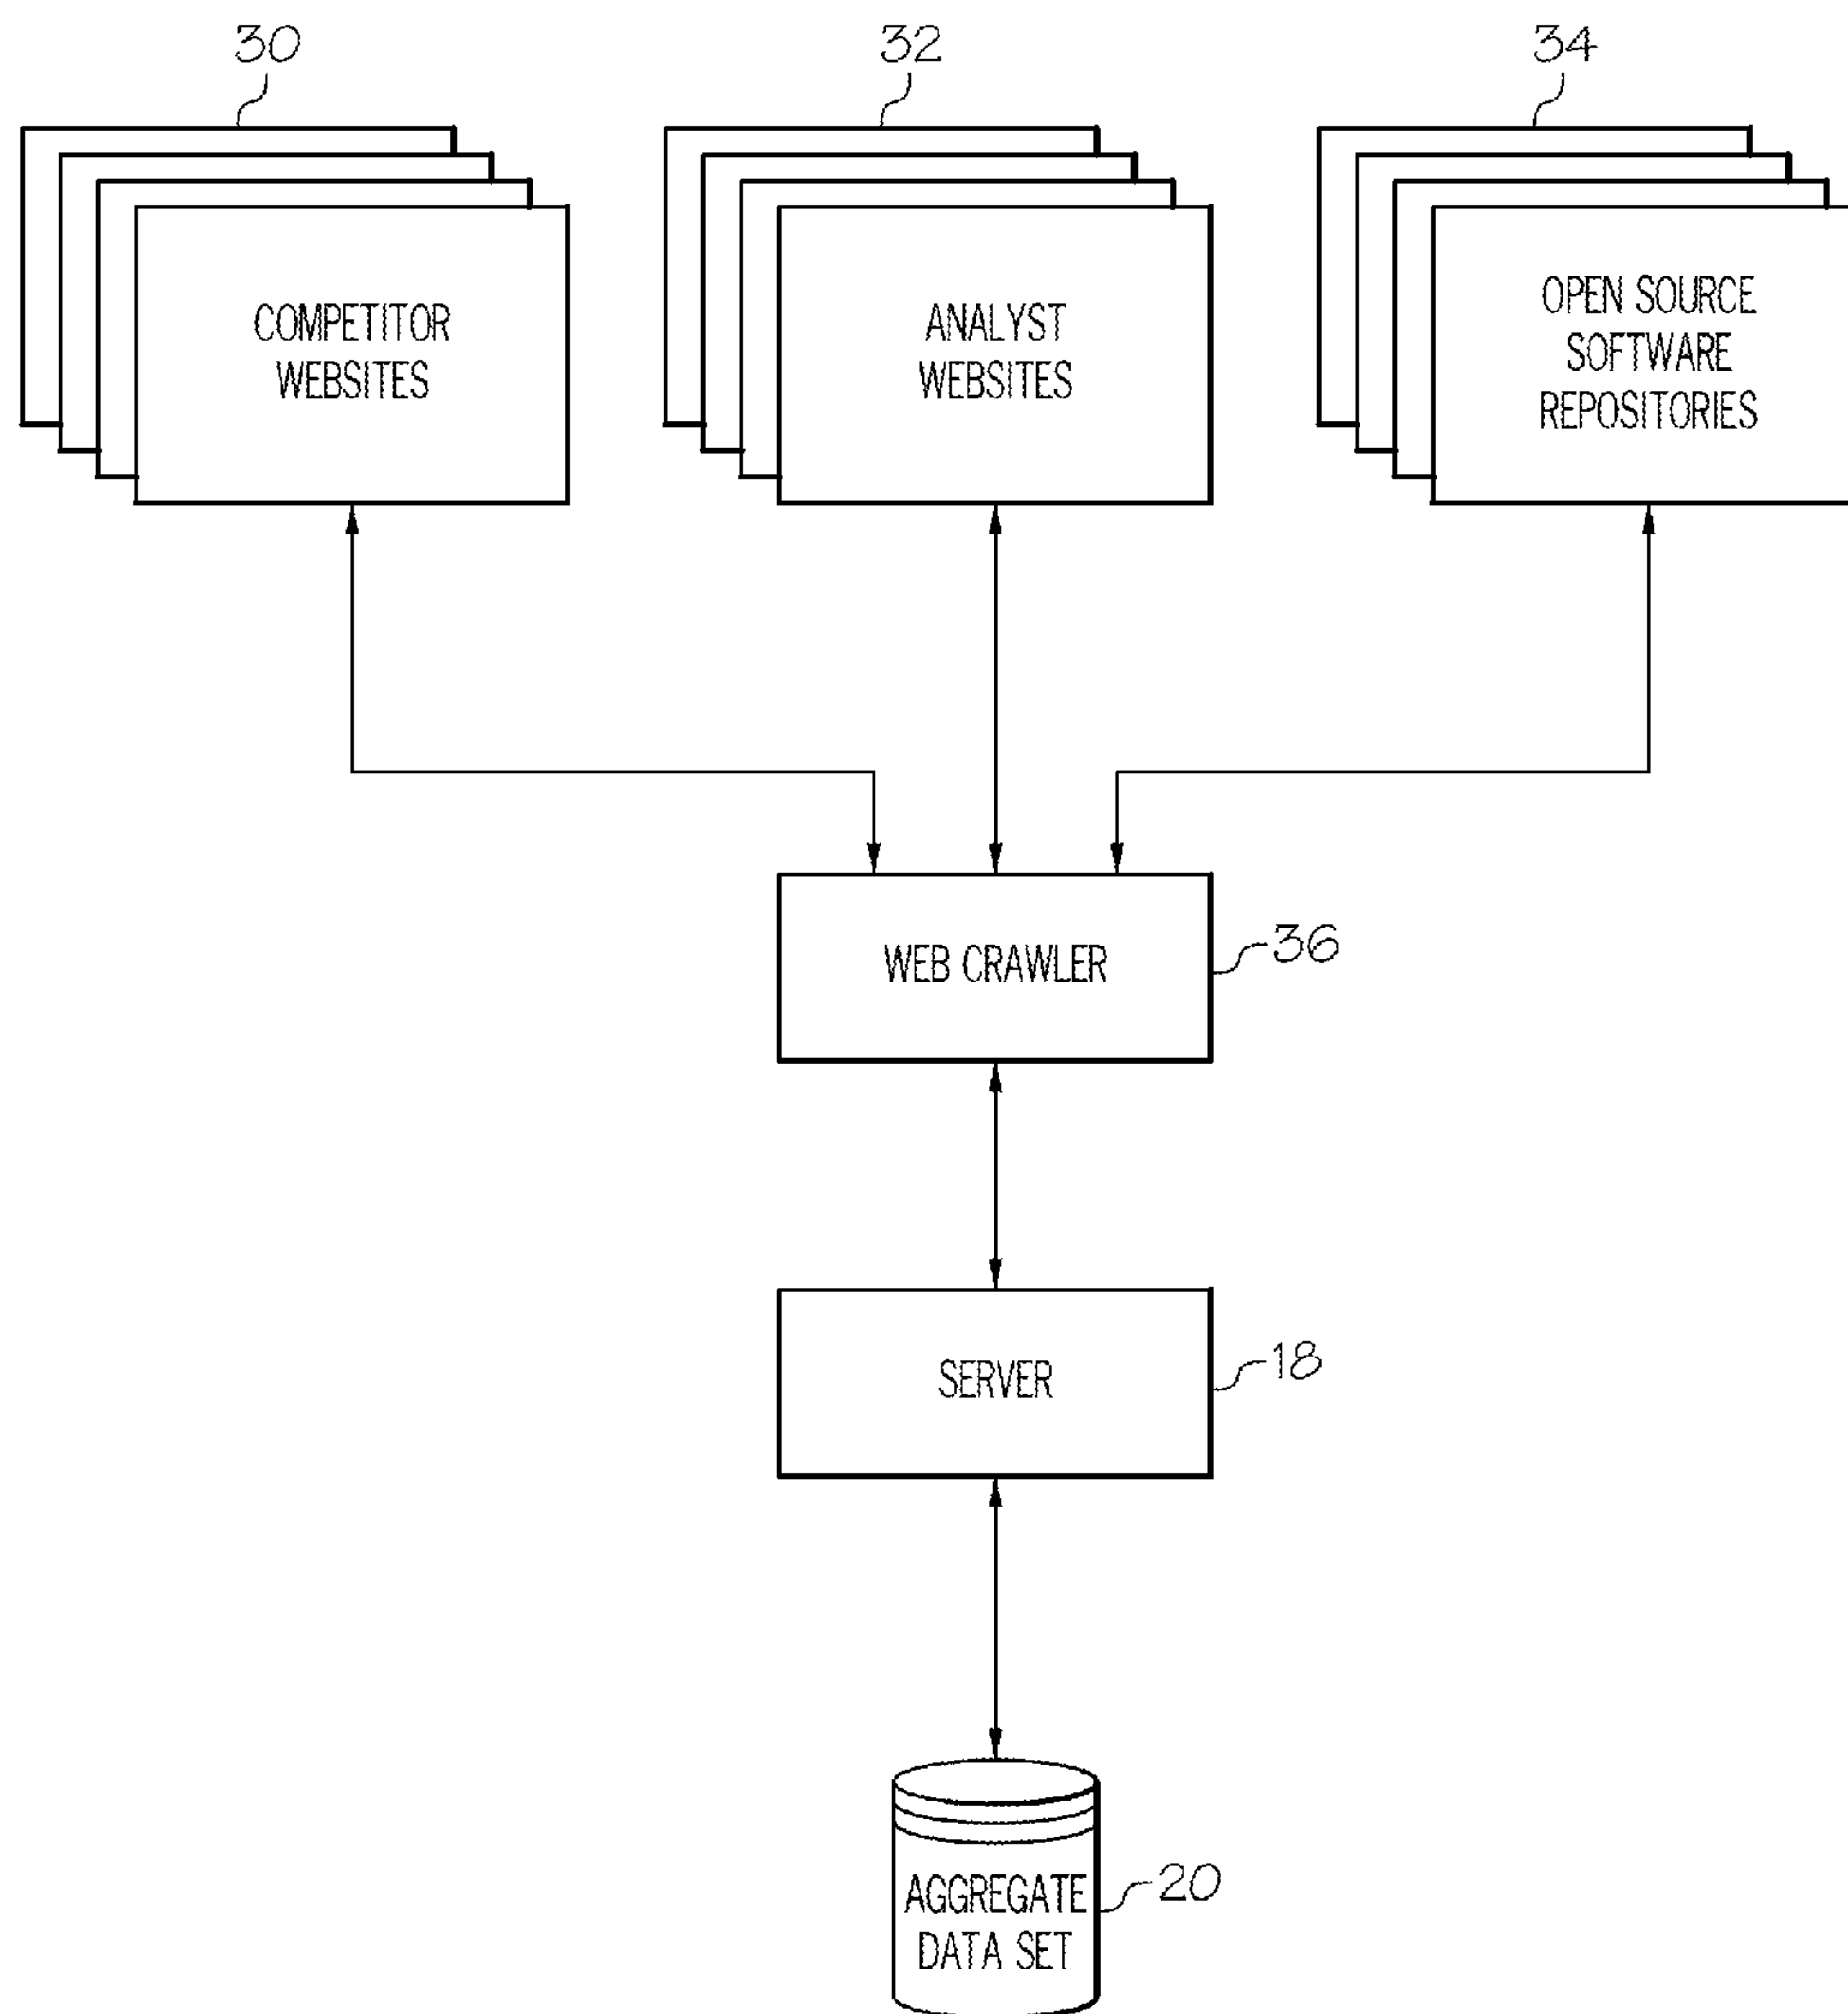 30
32
34
COMPETITOR
WEBSITES
ANALYST
WEBSITES
OPEN SOURCE
SOFTWARE
REPOSITORIES
WEB CRAWLER
36
SERVER
18
AGGREGATE
DATA SET
20